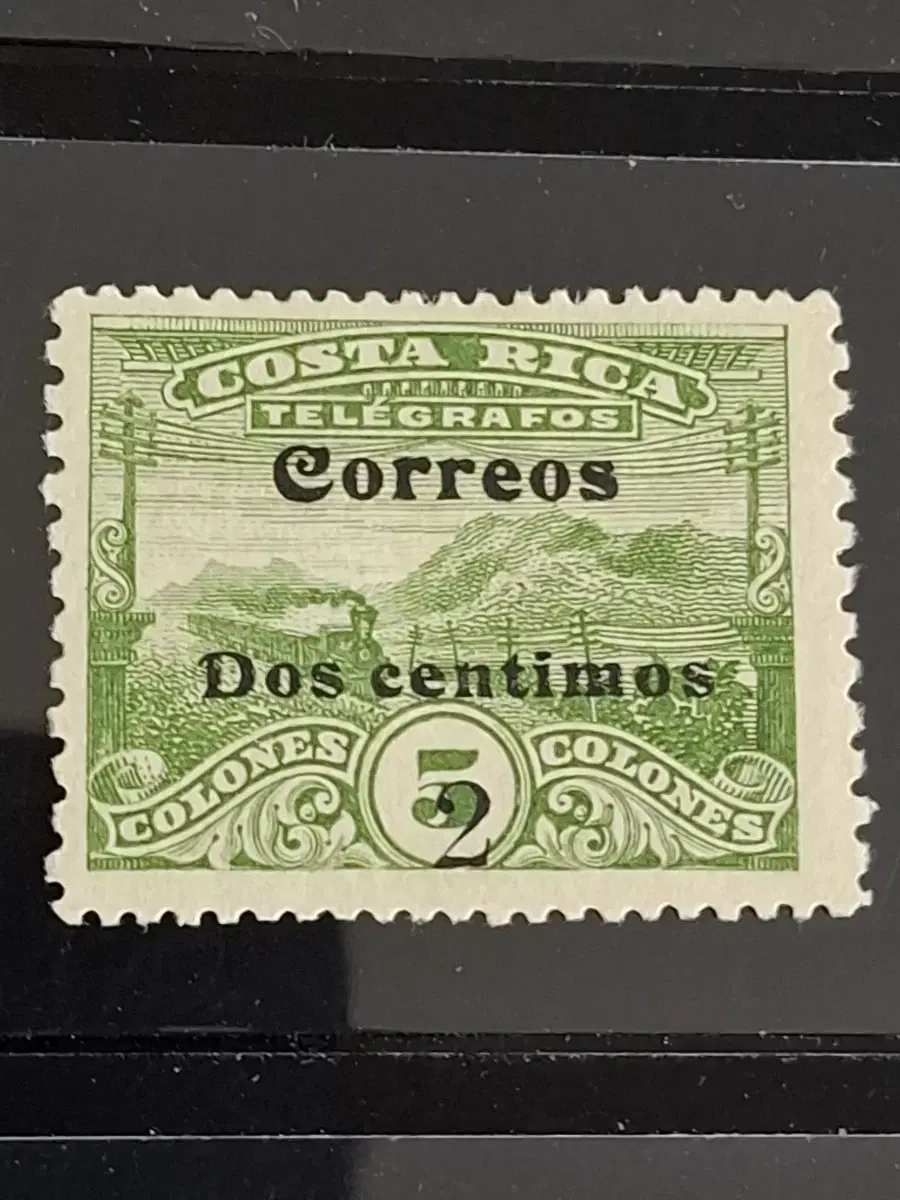 COSTA RICA
TELÉGRAFOS
Correos
Dos centimos
COLONES 5 COLONES
2